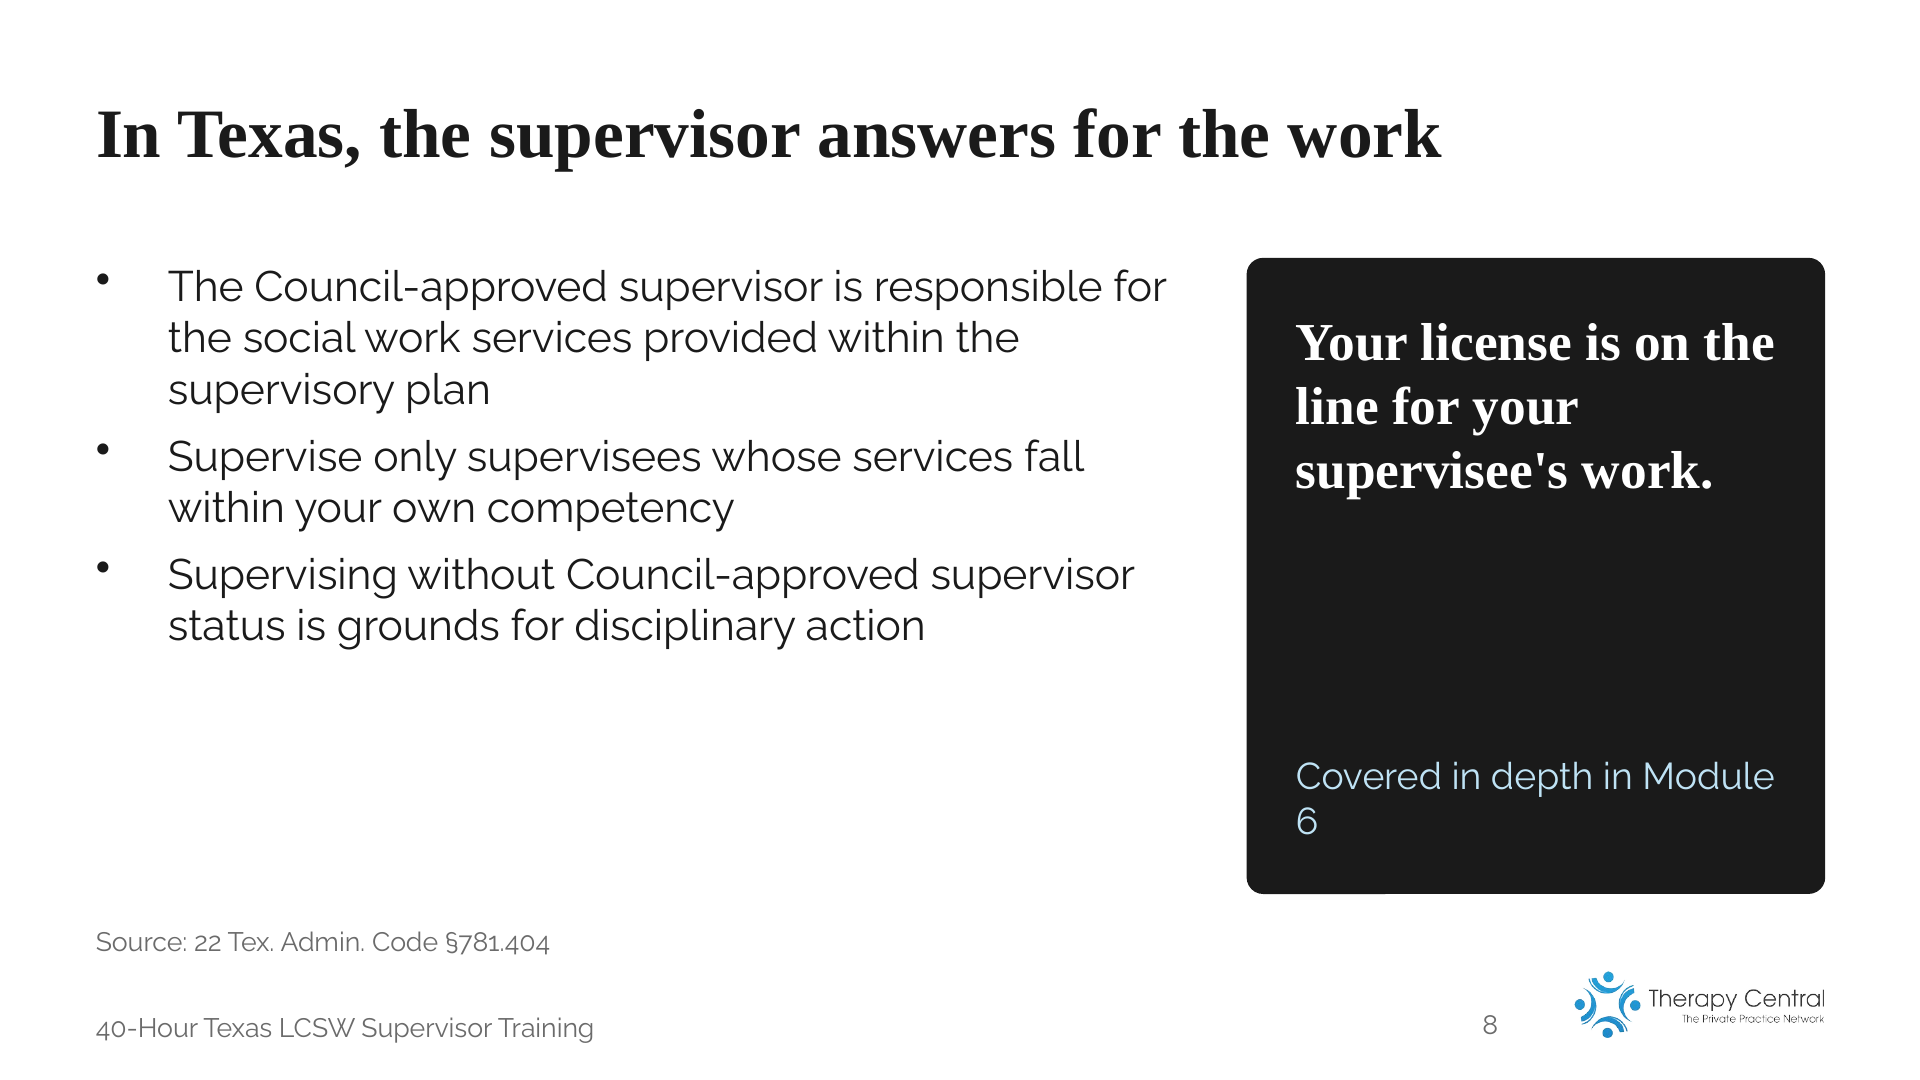 In Texas, the supervisor answers for the work
• The Council-approved supervisor is responsible for
the social work services provided within the
supervisory plan
• Supervise only supervisees whose services fall
within your own competency
• Supervising without Council-approved supervisor
status is grounds for disciplinary action
Your license is on the
line for your
supervisee's work.
Covered in depth in Module
6
Source: 22 Tex. Admin. Code §781.404
40-Hour Texas LCSW Supervisor Training
8
Therapy Central
The Private Practice Network